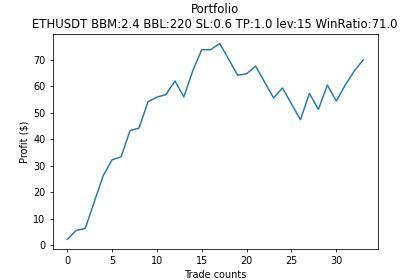 Portfolio
ETHUSDT BBM:2.4 BBL:220 SL:0.6 TP:1.0 lev:15 WinRatio:71.0
Profit ($)
70
60
50
40
30
20
10
0
0 5 10 15 20 25 30
Trade counts